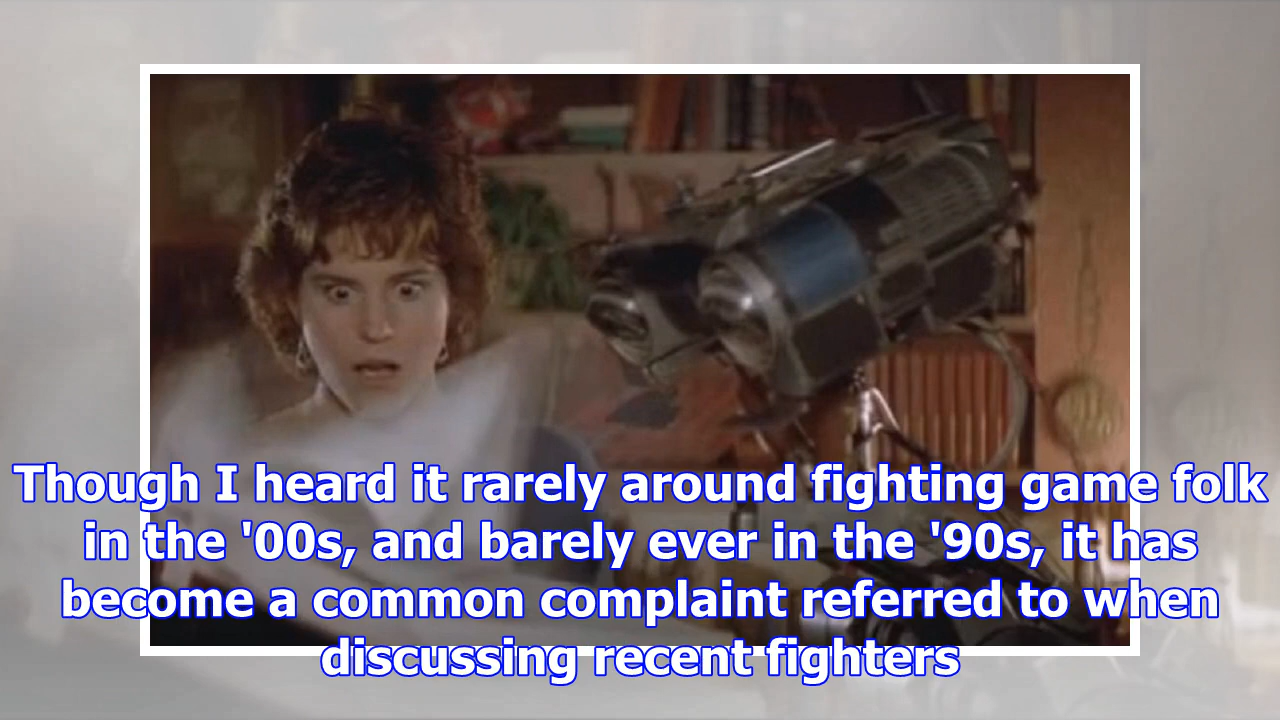 Though I heard it rarely around fighting game folk
in the '00s, and barely ever in the '90s, it has
become a common complaint referred to when
discussing recent fighters